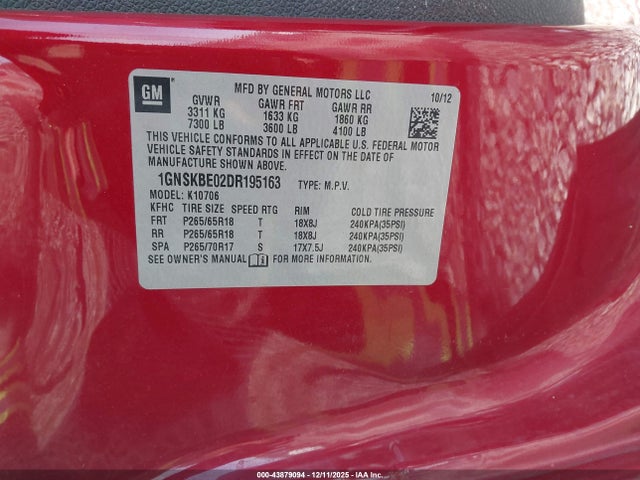 GM
MFD BY GENERAL MOTORS LLC
10/12
GVWR GAWR FRT GAWR RR
3311 KG 1633 KG 1860 KG
7300 LB 3600 LB 4100 LB
THIS VEHICLE CONFORMS TO ALL APPLICABLE U.S. FEDERAL MOTOR
VEHICLE SAFETY STANDARDS IN EFFECT ON THE DATE OF
MANUFACTURE SHOWN ABOVE.
1GNSKBE02DR195163 TYPE: M.P.V.
MODEL: K10706
KFHC TIRE SIZE SPEED RTG RIM COLD TIRE PRESSURE
FRT P265/65R18 T 18X8J 240KPA(35PSI)
RR P265/65R18 T 18X8J 240KPA(35PSI)
SPA P265/70R17 S 17X7.5J 240KPA(35PSI)
SEE OWNER'S MANUAL FOR MORE INFORMATION.
000-43879094 - 12/11/2025 - IAA Inc.